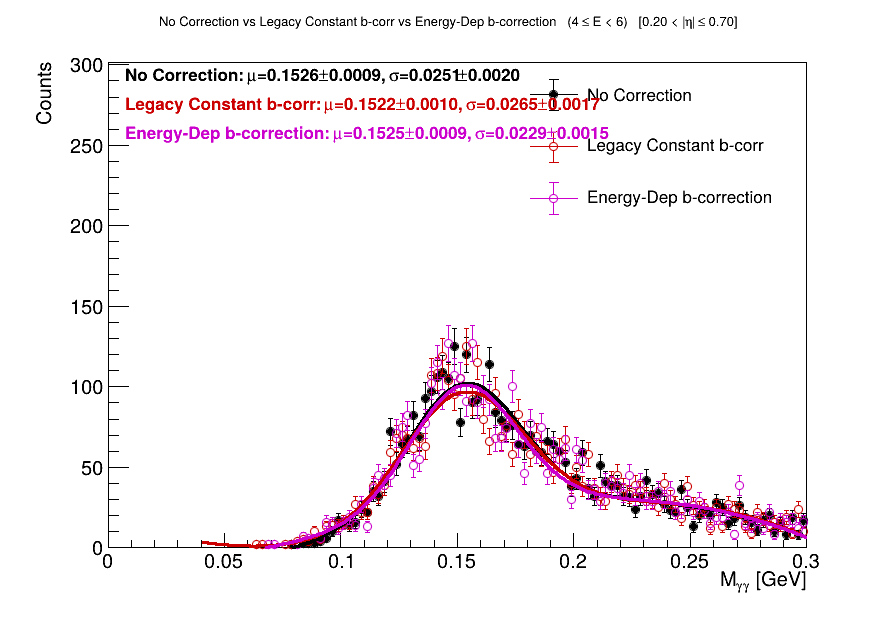 No Correction vs Legacy Constant b-corr vs Energy-Dep b-correction (4 ≤ E < 6) [0.20 < |η| ≤ 0.70]
Counts
300
250
200
150
100
50
0
No Correction: μ=0.1526±0.0009, σ=0.0251±0.0020
Legacy Constant b-corr: μ=0.1522±0.0010, σ=0.0265±0.0017
Energy-Dep b-correction: μ=0.1525±0.0009, σ=0.0229±0.0015
No Correction
Legacy Constant b-corr
Energy-Dep b-correction
0 0.05 0.1 0.15 0.2 0.25 0.3
Mγγ [GeV]